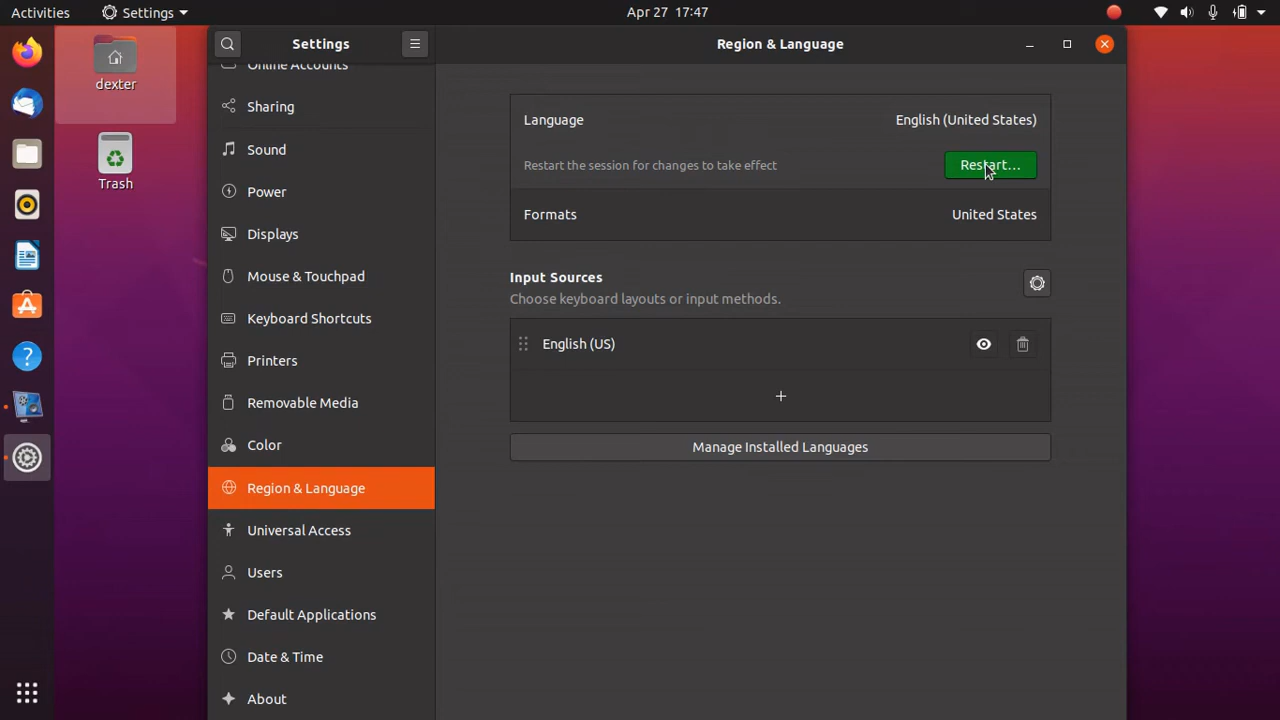 Activities
Settings
Apr 27 17:47
Settings
Region & Language
dexter
Trash
Online Accounts
Sharing
Sound
Power
Displays
Mouse & Touchpad
Keyboard Shortcuts
Printers
Removable Media
Color
Region & Language
Universal Access
Users
Default Applications
Date & Time
About
Language English (United States)
Restart the session for changes to take effect Restart...
Formats United States
Input Sources
Choose keyboard layouts or input methods.
English (US)
+
Manage Installed Languages